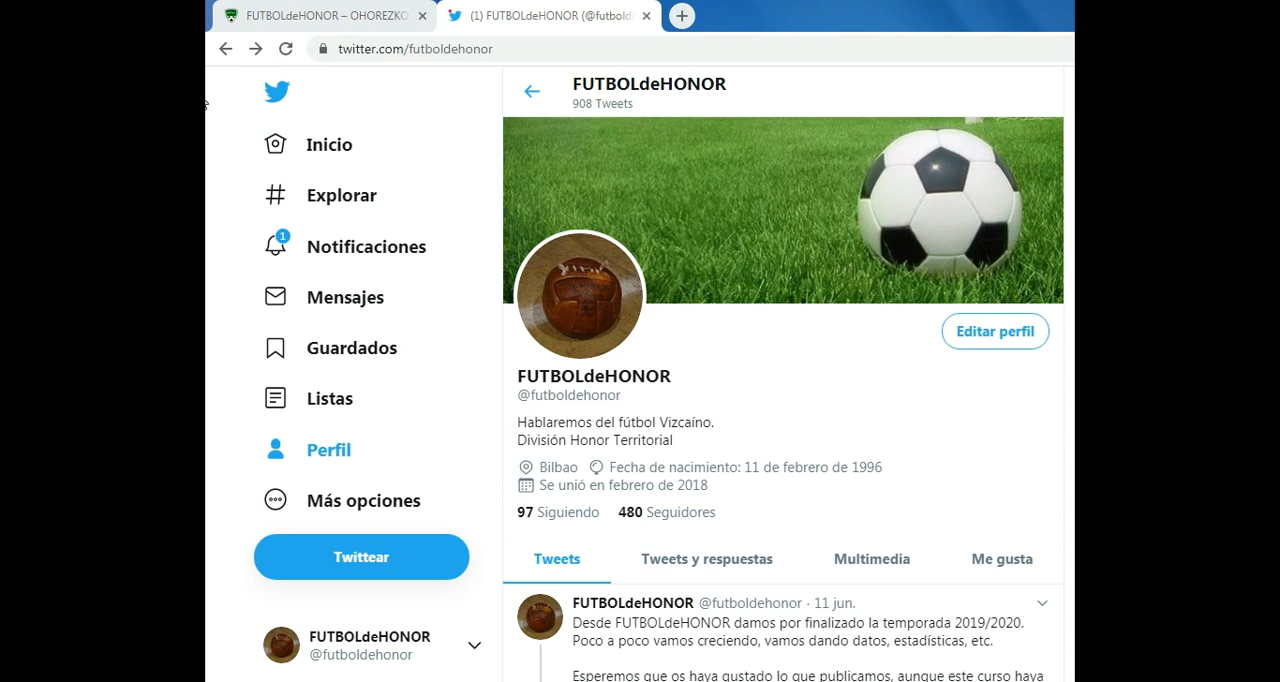 FUTBOLdeHONOR – OHOREZKO
(1) FUTBOLdeHONOR (@futbold
twitter.com/futboldehonor
FUTBOLdeHONOR
908 Tweets
Inicio
Explorar
1
Notificaciones
Mensajes
Guardados
Listas
Perfil
Más opciones
Twittear
FUTBOLdeHONOR
@futboldehonor
Editar perfil
FUTBOLdeHONOR
@futboldehonor
Hablaremos del fútbol Vizcaíno.
División Honor Territorial
Bilbao Fecha de nacimiento: 11 de febrero de 1996
Se unió en febrero de 2018
97 Siguiendo 480 Seguidores
Tweets Tweets y respuestas Multimedia Me gusta
FUTBOLdeHONOR @futboldehonor · 11 jun.
Desde FUTBOLdeHONOR damos por finalizado la temporada 2019/2020.
Poco a poco vamos creciendo, vamos dando datos, estadísticas, etc.
Esperemos que os haya gustado lo que publicamos, aunque este curso haya